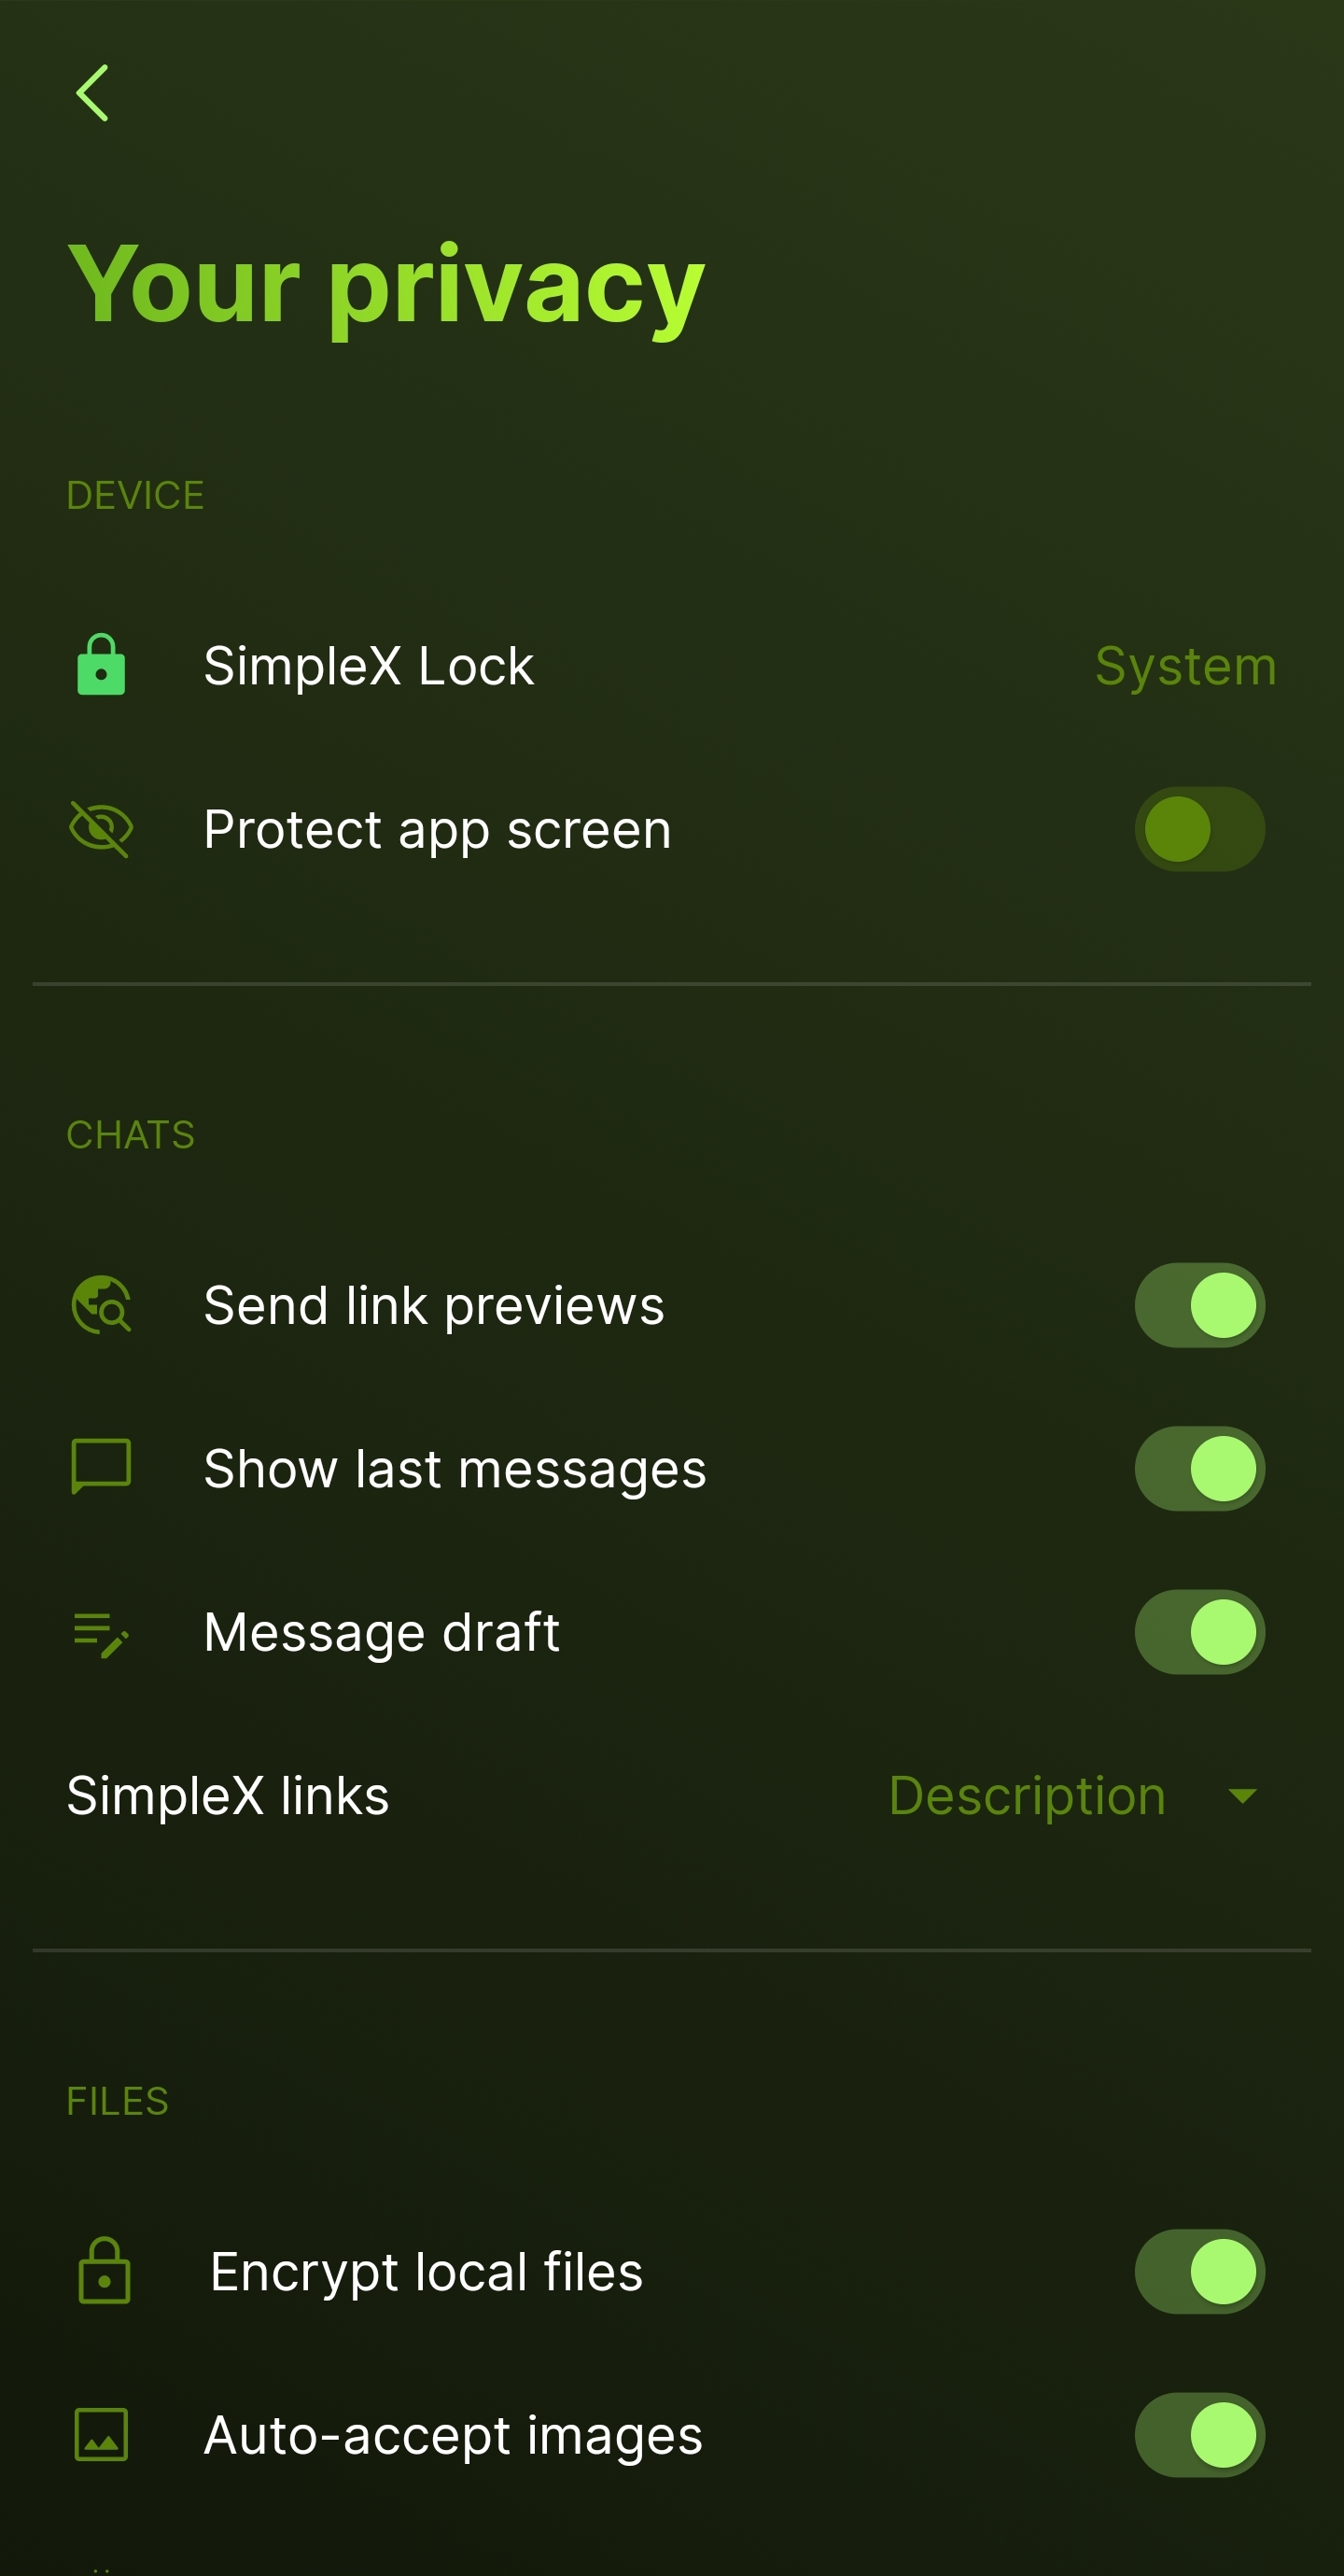 Your privacy
DEVICE
SimpleX Lock System
Protect app screen
CHATS
Send link previews
Show last messages
Message draft
SimpleX links Description
FILES
Encrypt local files
Auto-accept images